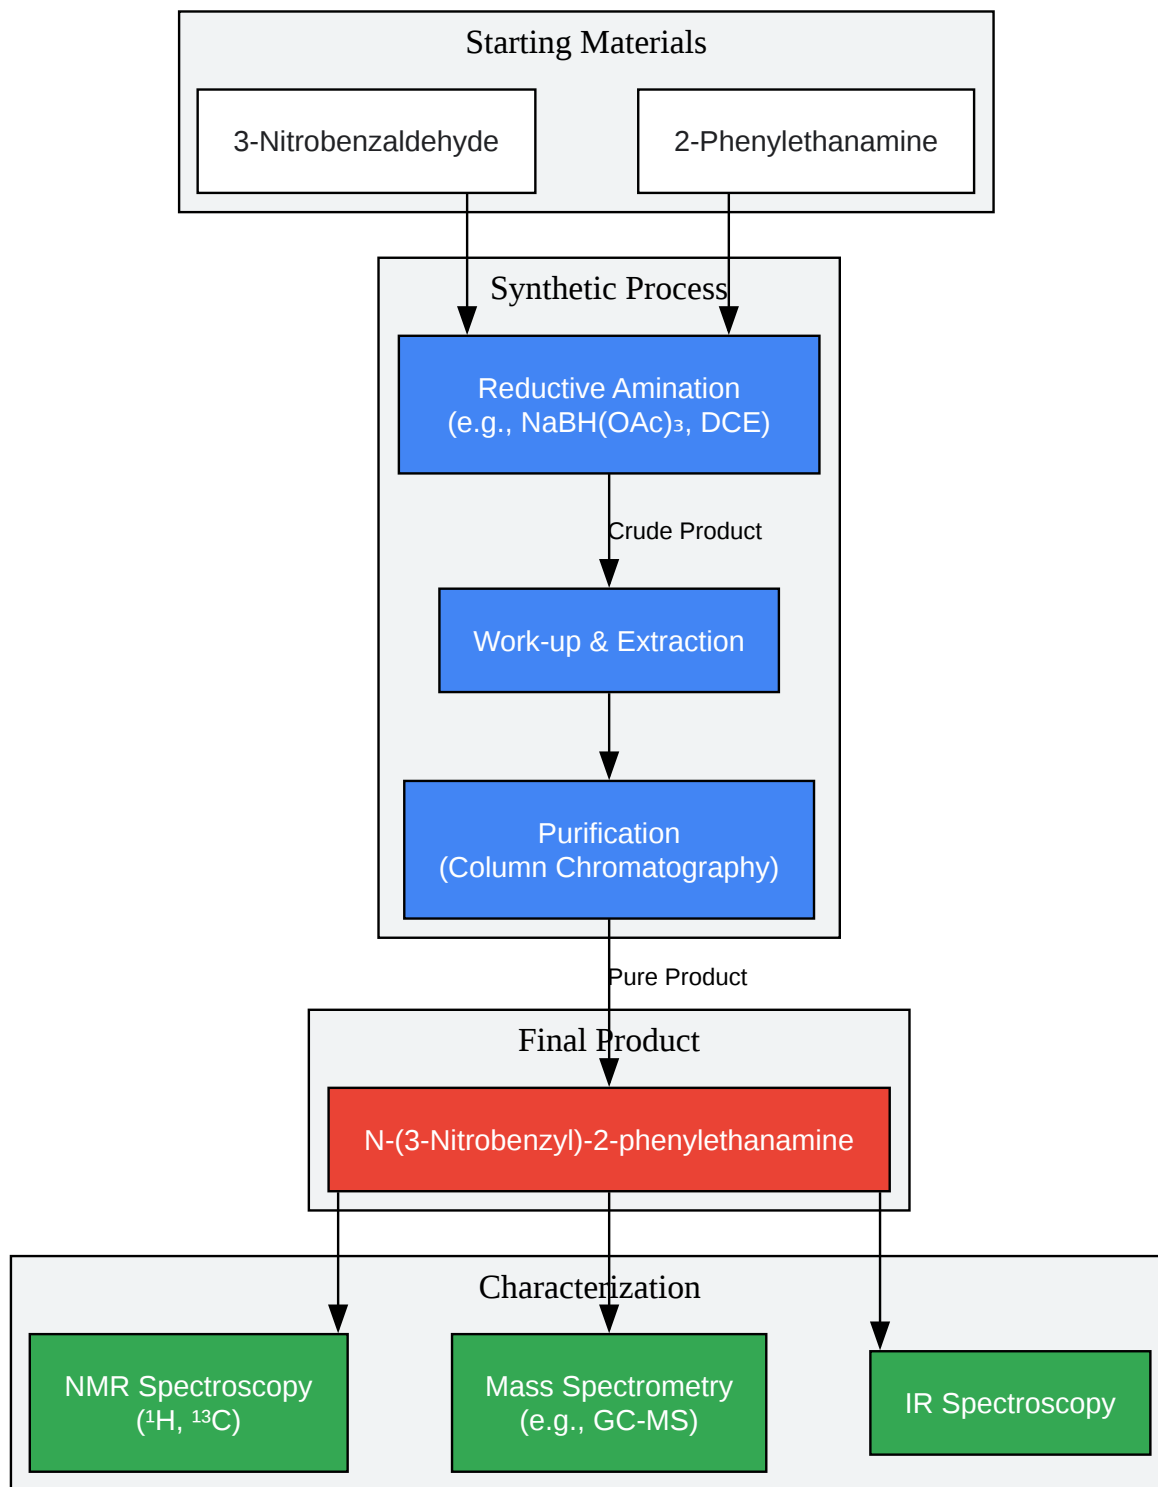 Starting Materials
3-Nitrobenzaldehyde
2-Phenylethanamine
Synthetic Process
Reductive Amination
(e.g., NaBH(OAc)₃, DCE)
Crude Product
Work-up & Extraction
Purification
(Column Chromatography)
Pure Product
Final Product
N-(3-Nitrobenzyl)-2-phenylethanamine
Characterization
NMR Spectroscopy
(¹H, ¹³C)
Mass Spectrometry
(e.g., GC-MS)
IR Spectroscopy